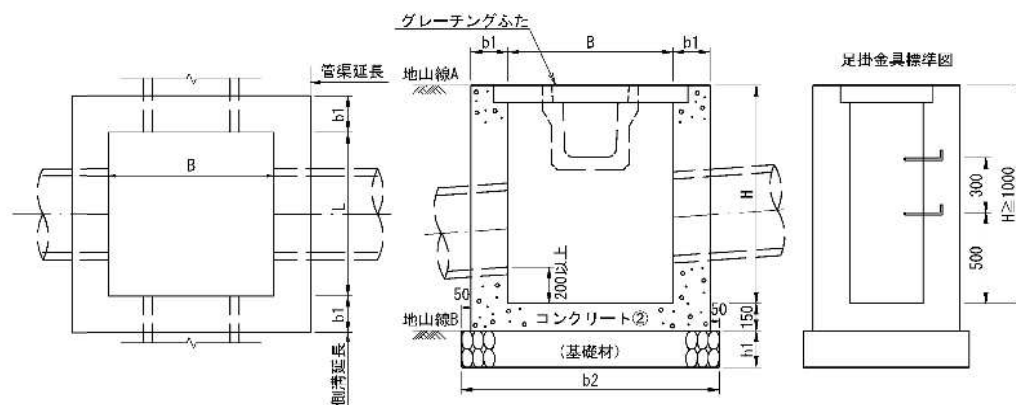 グレーチングふた
b1
B
b1
管渠延長
地山線A
足掛金具標準図
b1
B
L
H
300
H≧1000
500
200以上
50
50
b1
地山線B
コンクリート②
150
(基礎材)
h1
b2
側溝延長